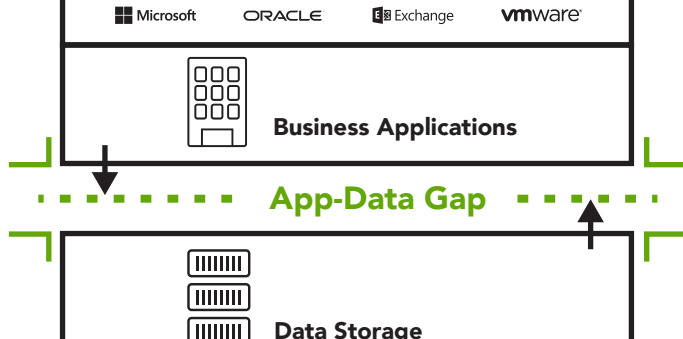 Microsoft ORACLE Exchange vmware®
Business Applications
App-Data Gap
Data Storage